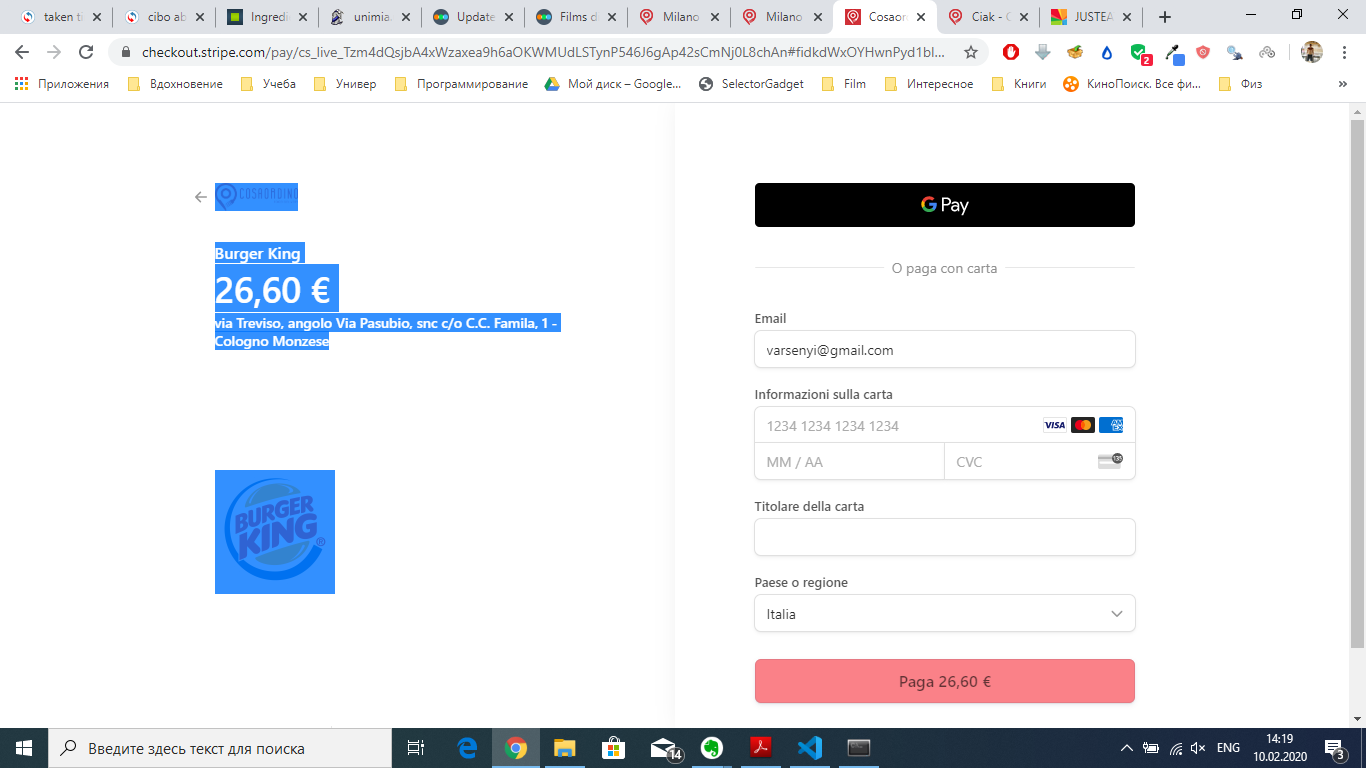 taken ti
cibo ab
Ingredi
unimia.
Update
Films d
Milano
Milano
Cosaor
Ciak - C
JUSTEA
checkout.stripe.com/pay/cs_live_Tzm4dQsjbA4xWzaxea9h6aOKWMUdLSTynP546J6gAp42sCmNj0L8chAn#fidkdWxOYHwnPyd1bl...
2
Приложения
Вдохновение
Учеба
Универ
Программирование
Мой диск – Google...
SelectorGadget
Film
Интересное
Книги
КиноПоиск. Все фи...
Физ
»
COSAORDINO
Burger King
26,60 €
via Treviso, angolo Via Pasubio, snc c/o C.C. Famila, 1 -
Cologno Monzese
BURGER
KING®
G Pay
O paga con carta
Email
varsenyi@gmail.com
Informazioni sulla carta
1234 1234 1234 1234
VISA
MM / AA
CVC
135
Titolare della carta
Paese o regione
Italia
Paga 26,60 €
Введите здесь текст для поиска
14
ENG
14:19
10.02.2020
3